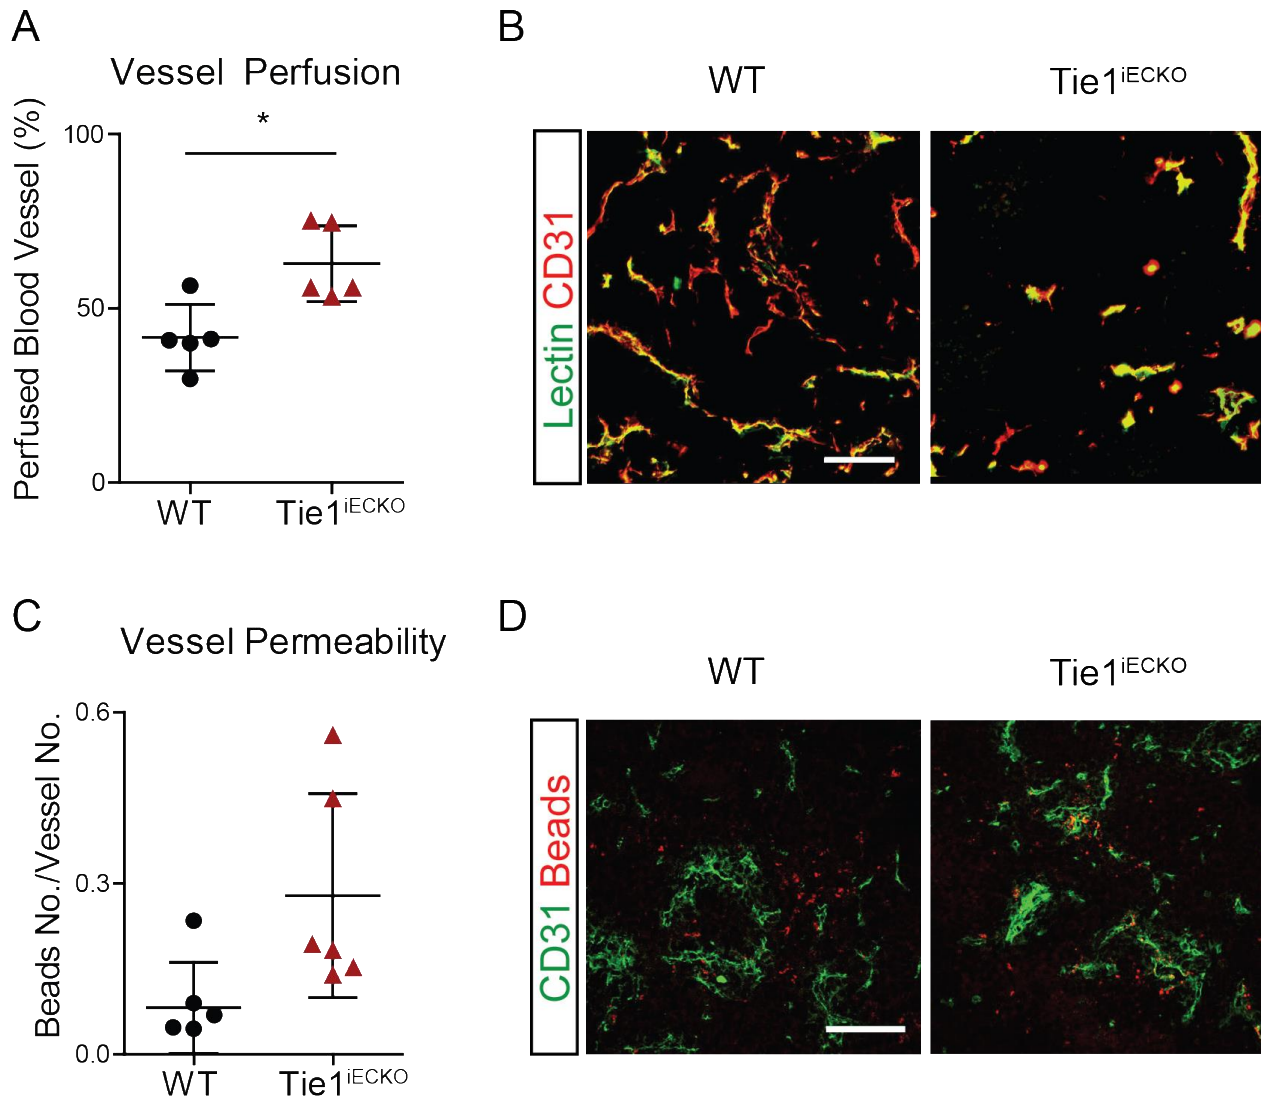 A
Vessel Perfusion
Perfused Blood Vessel (%)
100
50
0
*
WT
Tie1iECKO
B
WT
Tie1iECKO
Lectin CD31
C
Vessel Permeability
Beads No./Vessel No.
0.6
0.3
0.0
WT
Tie1iECKO
D
WT
Tie1iECKO
CD31 Beads